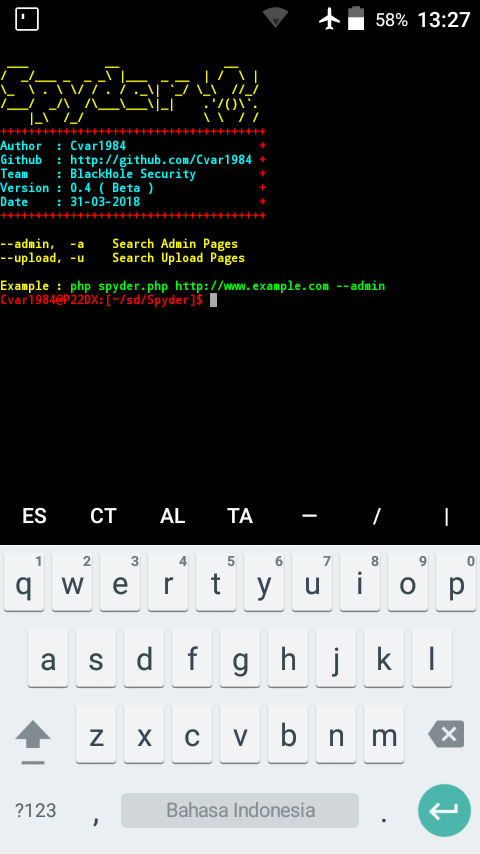 58% 13:27
Spyder
+++++++++++++++++++++++++++++++++++++++
Author : Cvar1984 +
Github : http://github.com/Cvar1984 +
Team : BlackHole Security +
Version : 0.4 ( Beta ) +
Date : 31-03-2018 +
+++++++++++++++++++++++++++++++++++++++
--admin, -a Search Admin Pages
--upload, -u Search Upload Pages
Example : php spyder.php http://www.example.com --admin
Cvar1984@P22DX:[~/sd/Spyder]$
ES CT AL TA — / |
1 2 3 4 5 6 7 8 9 0
q w e r t y u i o p
a s d f g h j k l
z x c v b n m
?123 , Bahasa Indonesia .